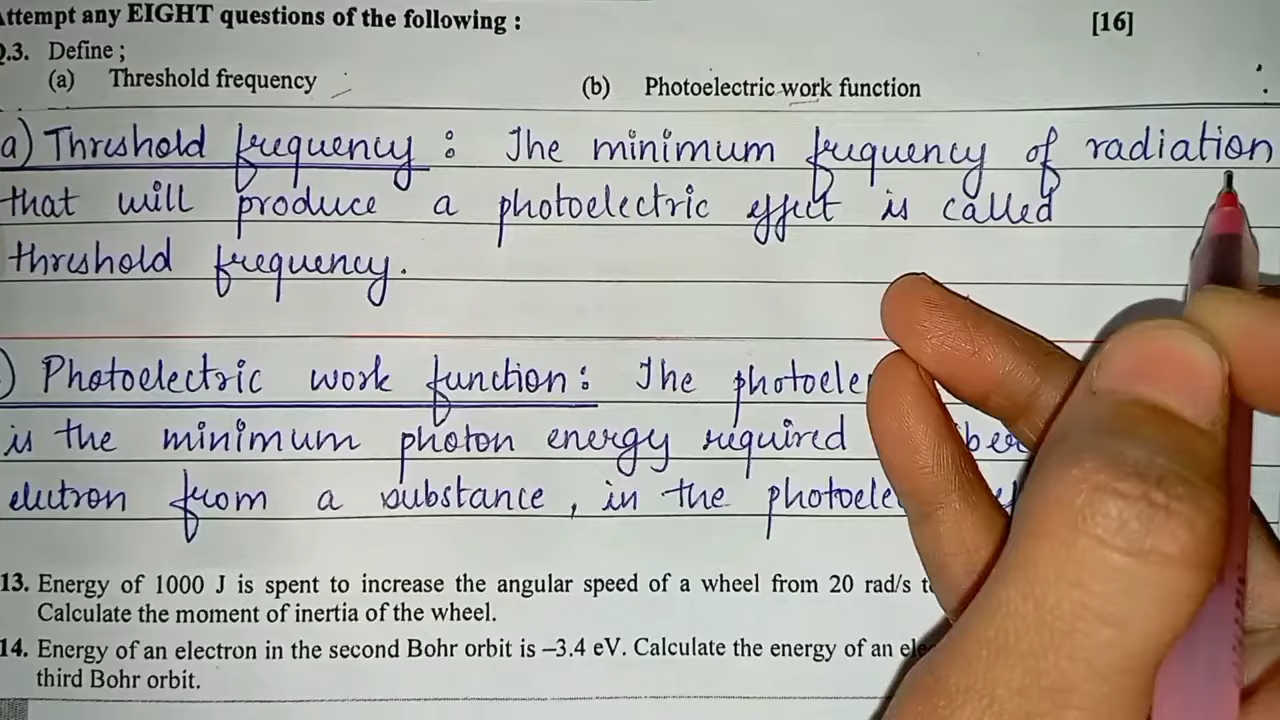 Attempt any EIGHT questions of the following : [16]
Q.3. Define ;
(a) Threshold frequency (b) Photoelectric work function
a) Threshold frequency : The minimum frequency of radiation
that will produce a photoelectric effect is called
threshold frequency.
) Photoelectric work function : The
is the minimum photon energy required
electron from a substance , in the
13. Energy of 1000 J is spent to increase the angular speed of a wheel from 20 rad/s
Calculate the moment of inertia of the wheel.
14. Energy of an electron in the second Bohr orbit is –3.4 eV. Calculate the energy of an
third Bohr orbit.